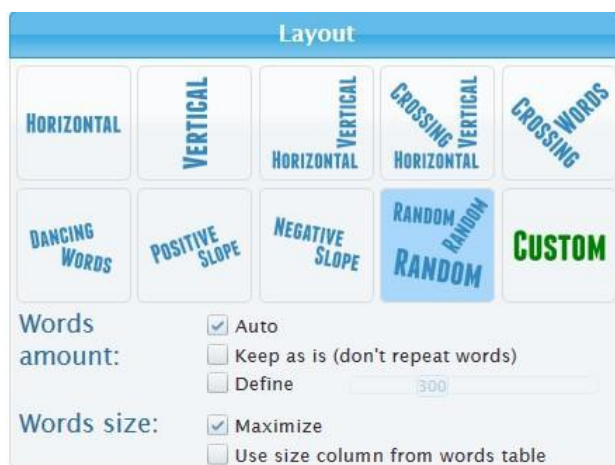 Layout
HORIZONTAL
VERTICAL
HORIZONTAL
VERTICAL
CROSSING
HORIZONTAL
VERTICAL
CROSSING
WORDS
DANCING
WORDS
POSITIVE
SLOPE
NEGATIVE
SLOPE
RANDOM
RANDOM
RANDOM
CUSTOM
Words
amount:
Auto
Keep as is (don't repeat words)
Define
300
Words size:
Maximize
Use size column from words table